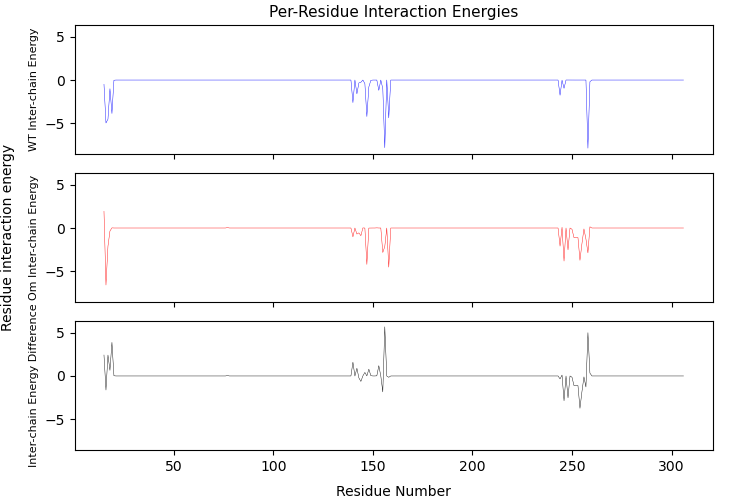 Per-Residue Interaction Energies
WT Inter-chain Energy
5
0
−5
Residue interaction energy
Om Inter-chain Energy
5
0
−5
Inter-chain Energy Difference
5
0
−5
50
100
150
200
250
300
Residue Number